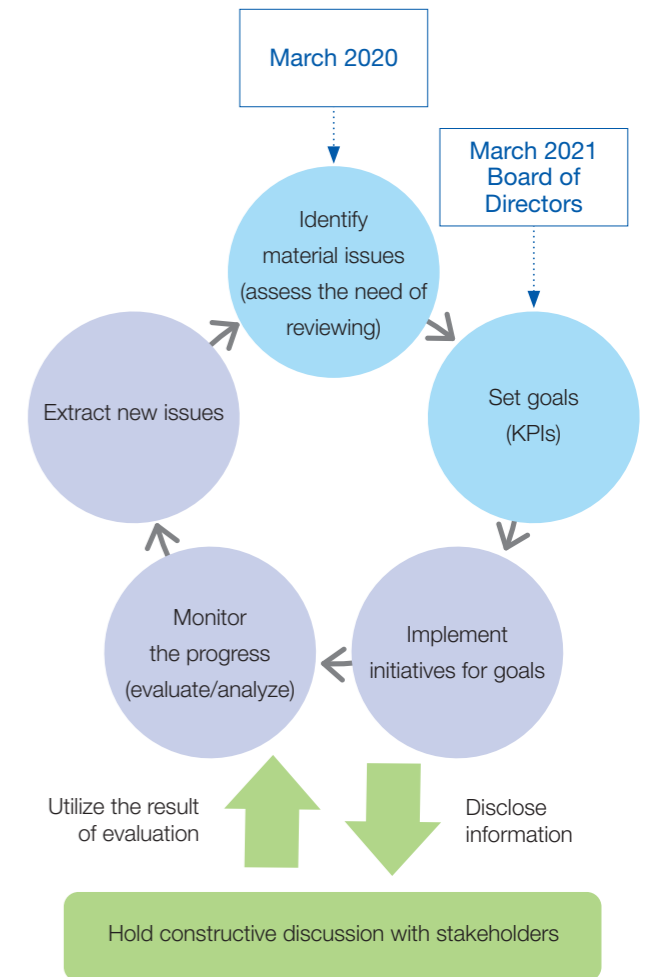 March 2020
March 2021
Board of
Directors
Identify
material issues
(assess the need of
reviewing)
Set goals
(KPIs)
Extract new issues
Monitor
the progress
(evaluate/analyze)
Implement
initiatives for goals
Utilize the result
of evaluation
Disclose
information
Hold constructive discussion with stakeholders